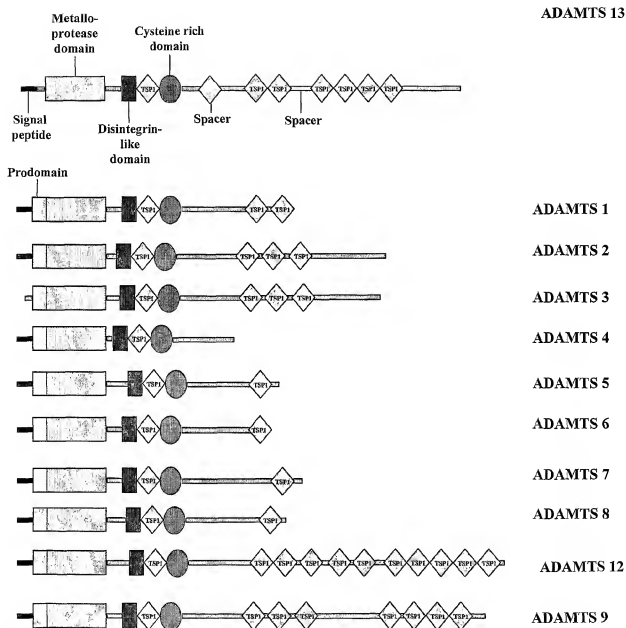 ADAMTS 13
Metallo-
protease
domain
Cysteine rich
domain
TSP1 TSP1 TSP1 TSP1 TSP1 TSP1 TSP1
Signal
peptide
Disintegrin-
like
domain
Spacer
Spacer
Prodomain
TSP1 TSP1 TSP1 ADAMTS 1
TSP1 TSP1 TSP1 TSP1 ADAMTS 2
TSP1 TSP1 TSP1 TSP1 ADAMTS 3
TSP1 ADAMTS 4
TSP1 TSP1 ADAMTS 5
TSP1 TSP1 ADAMTS 6
TSP1 TSP1 ADAMTS 7
TSP1 TSP1 ADAMTS 8
TSP1 TSP1 TSP1 TSP1 TSP1 TSP1 TSP1 TSP1 TSP1 TSP1 TSP1 ADAMTS 12
TSP1 TSP1 TSP1 TSP1 TSP1 TSP1 TSP1 TSP1 ADAMTS 9